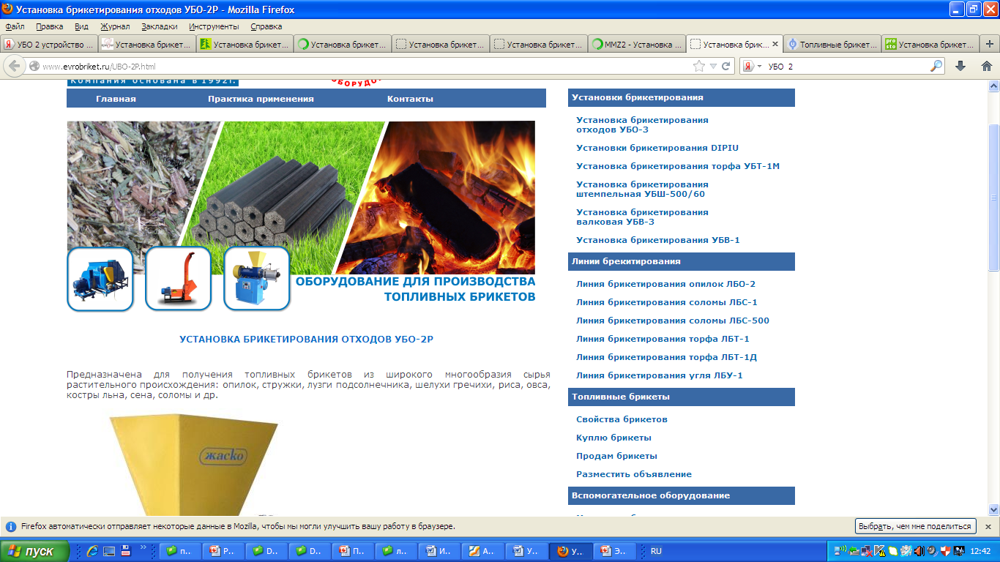 Установка брикетирования отходов УБО-2Р - Mozilla Firefox
Файл Правка Вид Журнал Закладки Инструменты Справка
УБО 2 устройство ...
Установка брикет...
Установка брикет...
Установка брикет...
Установка брикет...
Установка брикет...
MMZ2 - Установка ...
Установка брик...
Топливные брикет...
Установка брикет...
www.evrobriket.ru/UBO-2P.html
УБО 2
Компания основана в 1992г.
ОБОРУДО
Главная Практика применения Контакты
ОБОРУДОВАНИЕ ДЛЯ ПРОИЗВОДСТВА
ТОПЛИВНЫХ БРИКЕТОВ
УСТАНОВКА БРИКЕТИРОВАНИЯ ОТХОДОВ УБО-2Р
Предназначена для получения топливных брикетов из широкого многообразия сырья
растительного происхождения: опилок, стружки, лузги подсолнечника, шелухи гречихи, риса, овса,
костры льна, сена, соломы и др.
жаско
Установки брикетирования
Установка брикетирования
отходов УБО-3
Установки брикетирования DIPIU
Установка брикетирования торфа УБТ-1М
Установка брикетирования
штемпельная УБШ-500/60
Установка брикетирования
валковая УБВ-3
Установка брикетирования УБВ-1
Линии брекитирования
Линия брикетирования опилок ЛБО-2
Линия брикетирования соломы ЛБС-1
Линия брикетирования соломы ЛБС-500
Линия брикетирования торфа ЛБТ-1
Линия брикетирования торфа ЛБТ-1Д
Линия брикетирования угля ЛБУ-1
Топливные брикеты
Свойства брикетов
Куплю брикеты
Продам брикеты
Разместить объявление
Вспомогательное оборудование
Firefox автоматически отправляет некоторые данные в Mozilla, чтобы мы могли улучшить вашу работу в браузере.
Выбрать, чем мне поделиться
пуск
п...
Р...
D...
D...
П...
л...
И...
А...
У...
У...
Э...
RU
12:42